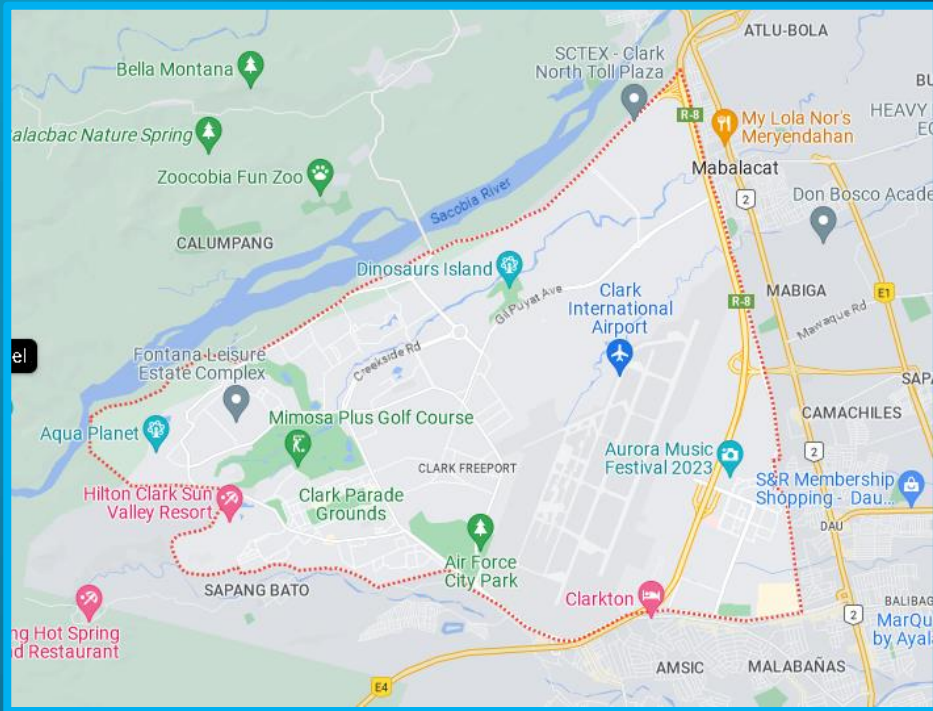 ATLU-BOLA
SCTEX - Clark
North Toll Plaza
Bella Montana
R-8
My Lola Nor's
Meryendahan
HEAVY
alacbac Nature Spring
Mabalacat
Zoocobia Fun Zoo
Sacobia River
2
Don Bosco Acade
CALUMPANG
Dinosaurs Island
Gil Puyat Ave
Clark
International
Airport
MABIGA
E1
R-8
Mawaque Rd
el
Fontana Leisure
Estate Complex
Creekside Rd
SAPA
Mimosa Plus Golf Course
CAMACHILES
Aqua Planet
Aurora Music
Festival 2023
2
CLARK FREEPORT
S&R Membership
Shopping - Dau...
Hilton Clark Sun
Valley Resort
Clark Parade
Grounds
DAU
Air Force
City Park
SAPANG BATO
Clarkton
BALIBAG
2
MarQu
by Ayal
ng Hot Spring
d Restaurant
AMSIC
MALABAÑAS
E4